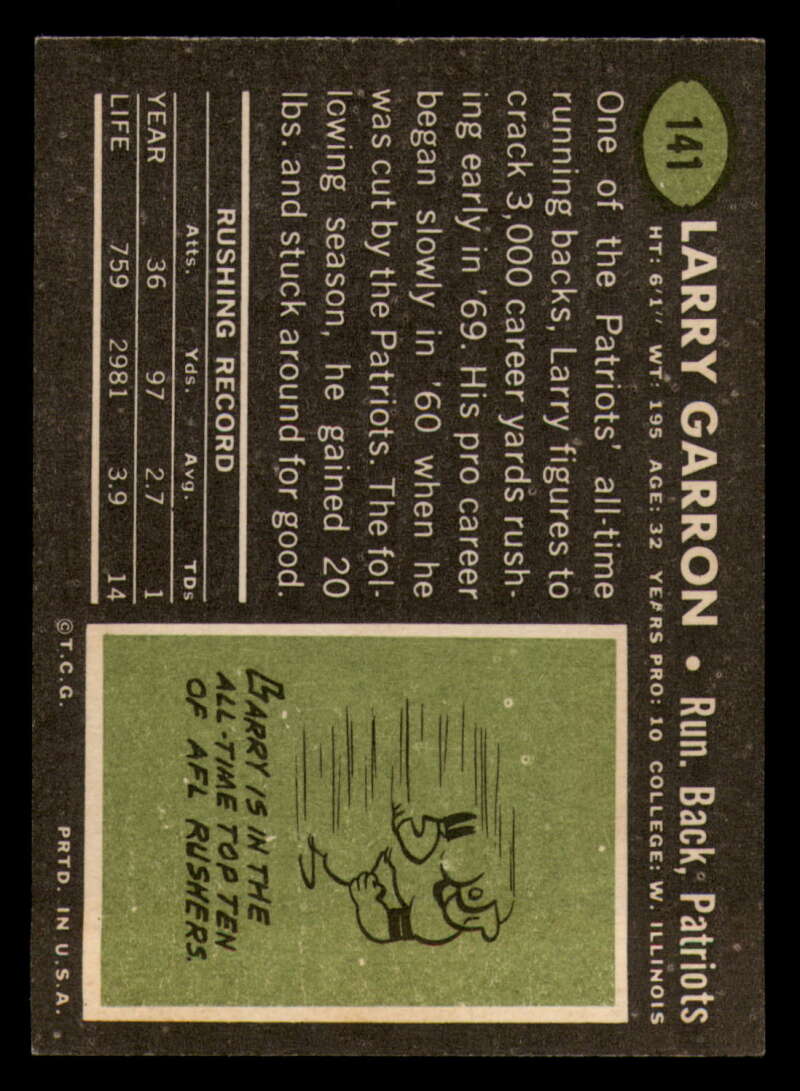 141
LARRY GARRON • Run. Back, Patriots
HT: 6'1" WT: 195 AGE: 32 YEARS PRO: 10 COLLEGE: W. ILLINOIS
One of the Patriots' all-time
running backs, Larry figures to
crack 3,000 career yards rush-
ing early in '69. His pro career
began slowly in '60 when he
was cut by the Patriots. The fol-
lowing season, he gained 20
lbs. and stuck around for good.
RUSHING RECORD
Atts. Yds. Avg. TDs
YEAR 36 97 2.7 1
LIFE 759 2981 3.9 14
LARRY IS IN THE
ALL-TIME TOP TEN
OF AFL RUSHERS.
©T.C.G. PRTD. IN U.S.A.